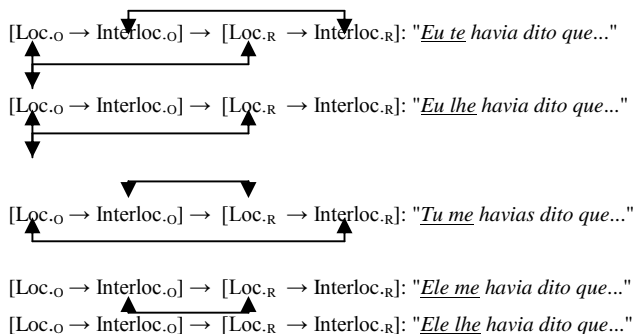 [Loc.O → Interloc.O] → [Loc.R → Interloc.R]: "Eu te havia dito que..."
[Loc.O → Interloc.O] → [Loc.R → Interloc.R]: "Eu lhe havia dito que..."
[Loc.O → Interloc.O] → [Loc.R → Interloc.R]: "Tu me havias dito que..."
[Loc.O → Interloc.O] → [Loc.R → Interloc.R]: "Ele me havia dito que..."
[Loc.O → Interloc.O] → [Loc.R → Interloc.R]: "Ele lhe havia dito que..."